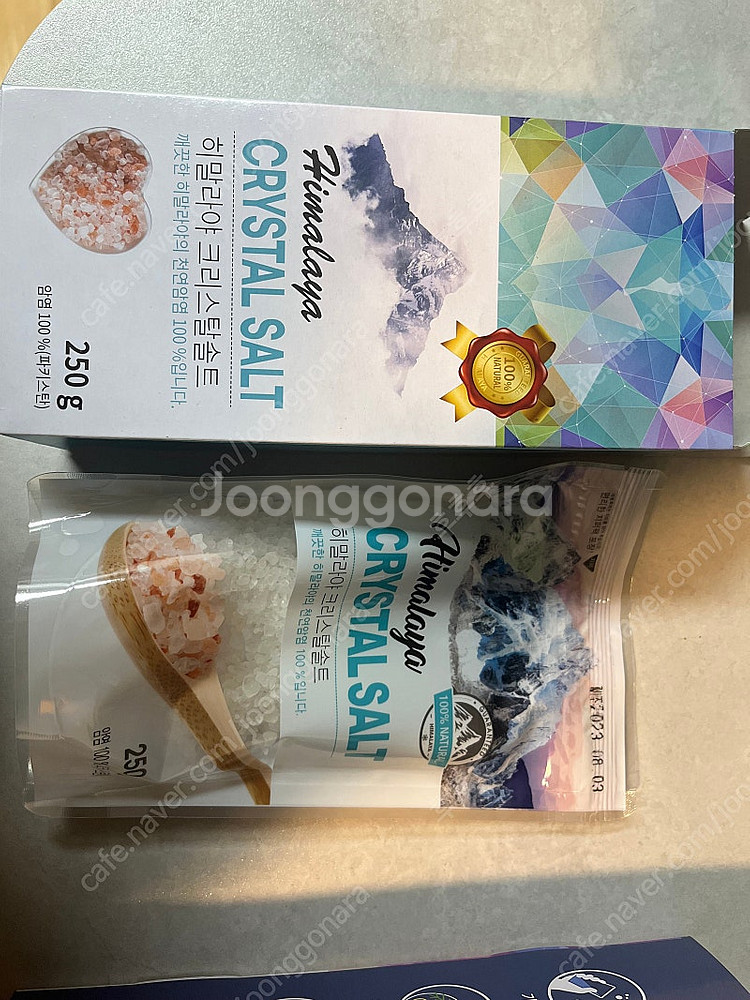 Himalaya
CRYSTAL SALT
히말라야 크리스탈솔트
깨끗한 히말라야의 천연암염 100 %입니다.
250 g
암염 100 %(파키스탄)
100%
NATURAL
Himalaya
CRYSTAL SALT
히말라야 크리스탈솔트
깨끗한 히말라야의 천연암염 100 %입니다.
100% NATURAL
GUARANTEED
HIMALAYA
250
암염 100%
2023 08 03
Joonggonara
cafe.naver.com/joonggonara